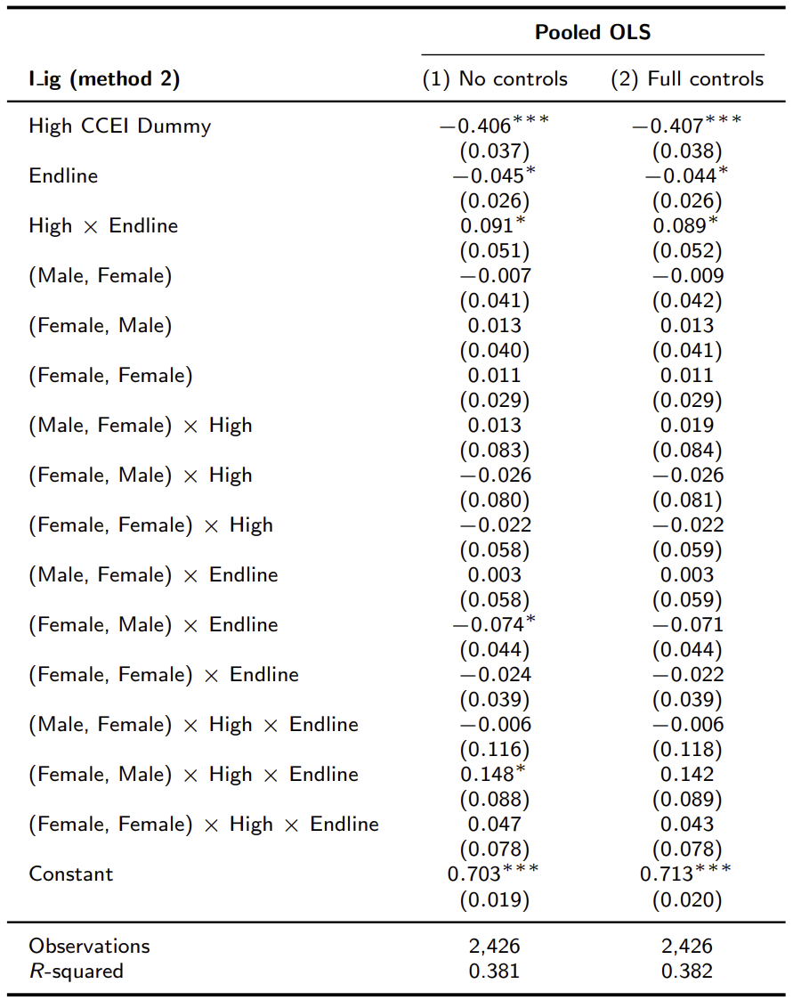 Pooled OLS
I_ig (method 2) (1) No controls (2) Full controls
High CCEI Dummy −0.406*** −0.407***
(0.037) (0.038)
Endline −0.045* −0.044*
(0.026) (0.026)
High × Endline 0.091* 0.089*
(0.051) (0.052)
(Male, Female) −0.007 −0.009
(0.041) (0.042)
(Female, Male) 0.013 0.013
(0.040) (0.041)
(Female, Female) 0.011 0.011
(0.029) (0.029)
(Male, Female) × High 0.013 0.019
(0.083) (0.084)
(Female, Male) × High −0.026 −0.026
(0.080) (0.081)
(Female, Female) × High −0.022 −0.022
(0.058) (0.059)
(Male, Female) × Endline 0.003 0.003
(0.058) (0.059)
(Female, Male) × Endline −0.074* −0.071
(0.044) (0.044)
(Female, Female) × Endline −0.024 −0.022
(0.039) (0.039)
(Male, Female) × High × Endline −0.006 −0.006
(0.116) (0.118)
(Female, Male) × High × Endline 0.148* 0.142
(0.088) (0.089)
(Female, Female) × High × Endline 0.047 0.043
(0.078) (0.078)
Constant 0.703*** 0.713***
(0.019) (0.020)
Observations 2,426 2,426
R-squared 0.381 0.382